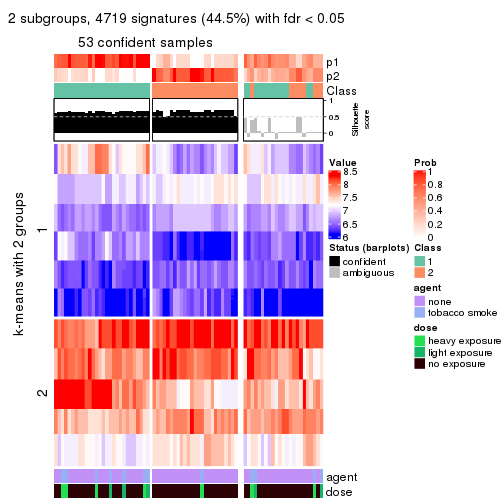 2 subgroups, 4719 signatures (44.5%) with fdr < 0.05
53 confident samples
p1
p2
Class
1
0.5
0
Silhouette
score
k-means with 2 groups
1
2
Value
8.5
8
7.5
7
6.5
6
Prob
1
0.8
0.6
0.4
0.2
0
Status (barplots)
confident
ambiguous
Class
1
2
agent
none
tobacco smoke
dose
heavy exposure
light exposure
no exposure
agent
dose